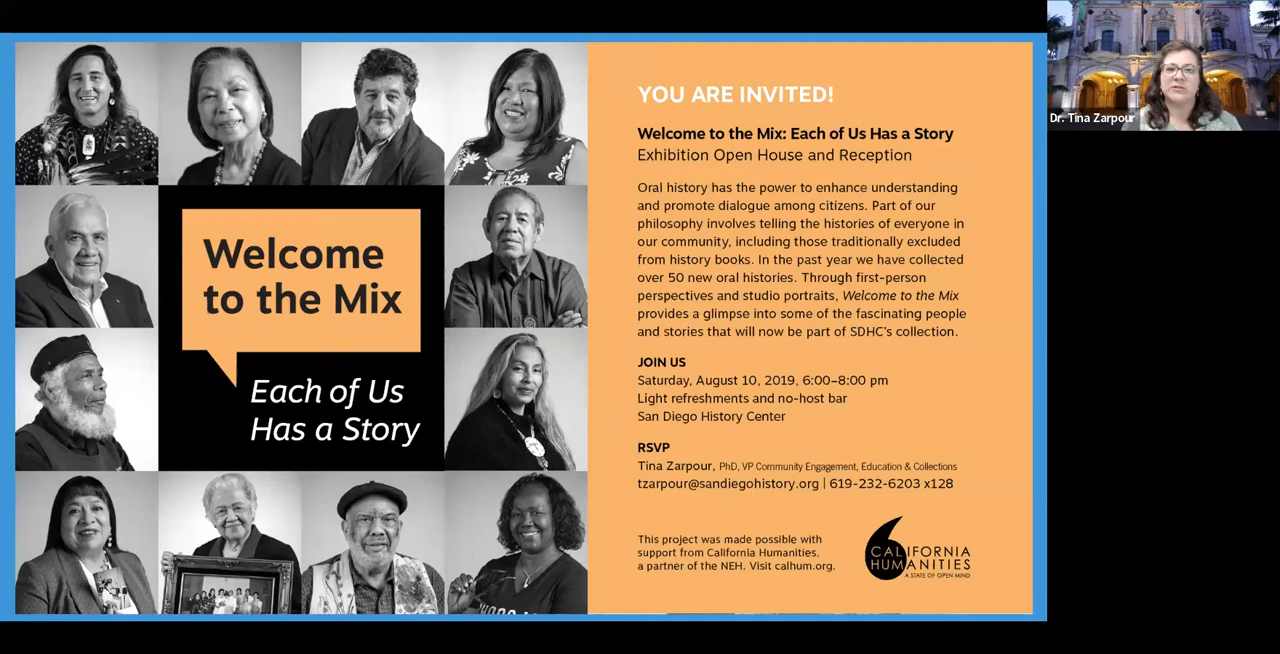 Welcome
to the Mix
Each of Us
Has a Story
YOU ARE INVITED!
Welcome to the Mix: Each of Us Has a Story
Exhibition Open House and Reception
Oral history has the power to enhance understanding
and promote dialogue among citizens. Part of our
philosophy involves telling the histories of everyone in
our community, including those traditionally excluded
from history books. In the past year we have collected
over 50 new oral histories. Through first-person
perspectives and studio portraits, Welcome to the Mix
provides a glimpse into some of the fascinating people
and stories that will now be part of SDHC's collection.
JOIN US
Saturday, August 10, 2019, 6:00–8:00 pm
Light refreshments and no-host bar
San Diego History Center
RSVP
Tina Zarpour, PhD, VP Community Engagement, Education & Collections
tzarpour@sandiegohistory.org | 619-232-6203 x128
This project was made possible with
support from California Humanities.
a partner of the NEH. Visit calhum.org.
CALIFORNIA
HUMANITIES
A STATE OF OPEN MIND
Dr. Tina Zarpour